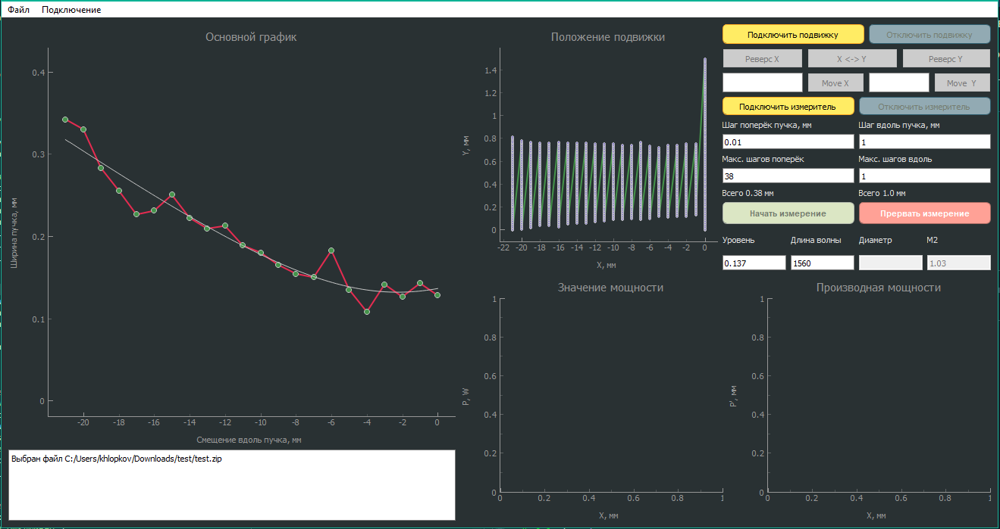 Файл Подключение
Основной график
0.4
0.3
0.2
0.1
0
Ширина пучка, мм
-20 -18 -16 -14 -12 -10 -8 -6 -4 -2 0
Смещение вдоль пучка, мм
Выбран файл C:/Users/khlopkov/Downloads/test/test.zip
Положение подвижки
1.4
1.2
1
0.8
0.6
0.4
0.2
0
Y, мм
-22 -20 -18 -16 -14 -12 -10 -8 -6 -4 -2 0
X, мм
Подключить подвижку Отключить подвижку
Реверс X X <-> Y Реверс Y
Move X Move Y
Подключить измеритель Отключить измеритель
Шаг поперёк пучка, мм Шаг вдоль пучка, мм
0.01 1
Макс. шагов поперёк Макс. шагов вдоль
38 1
Всего 0.38 мм Всего 1.0 мм
Начать измерение Прервать измерение
Уровень Длина волны Диаметр M2
0.137 1560 1.03
Значение мощности
1
0.8
0.6
0.4
0.2
0
P, W
0 0.2 0.4 0.6 0.8 1
X, мм
Производная мощности
1
0.8
0.6
0.4
0.2
0
P', мм
0 0.2 0.4 0.6 0.8 1
X, мм